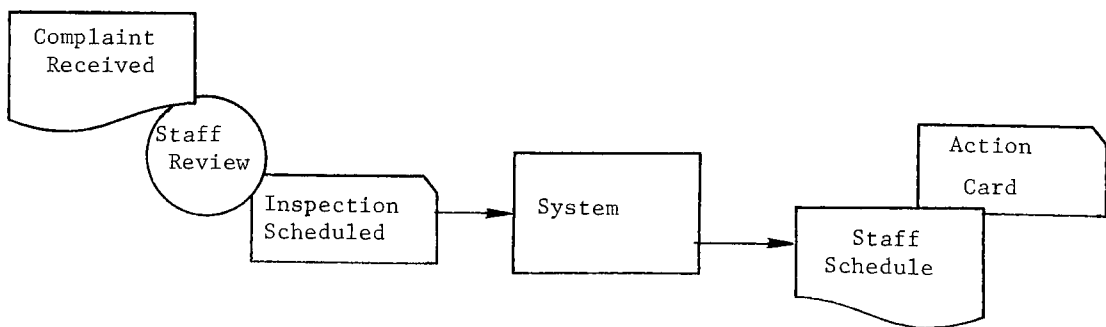 Complaint
Received
Staff
Review
Inspection
Scheduled
System
Action
Card
Staff
Schedule